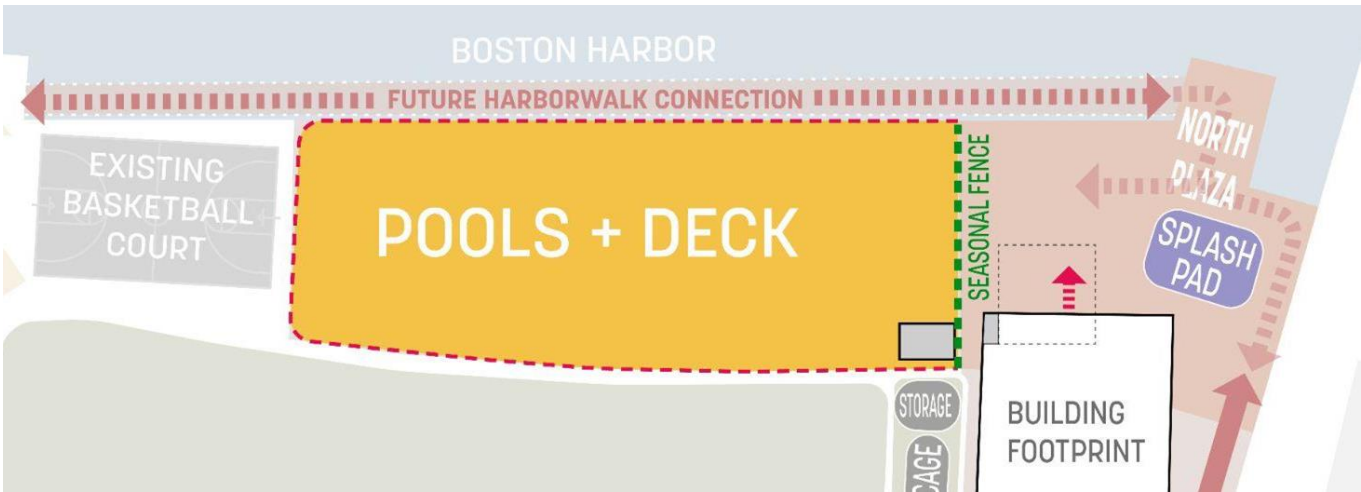 BOSTON HARBOR
FUTURE HARBORWALK CONNECTION
EXISTING
BASKETBALL
COURT
POOLS + DECK
SEASONAL FENCE
NORTH
PLAZA
SPLASH
PAD
STORAGE
CAGE
BUILDING
FOOTPRINT